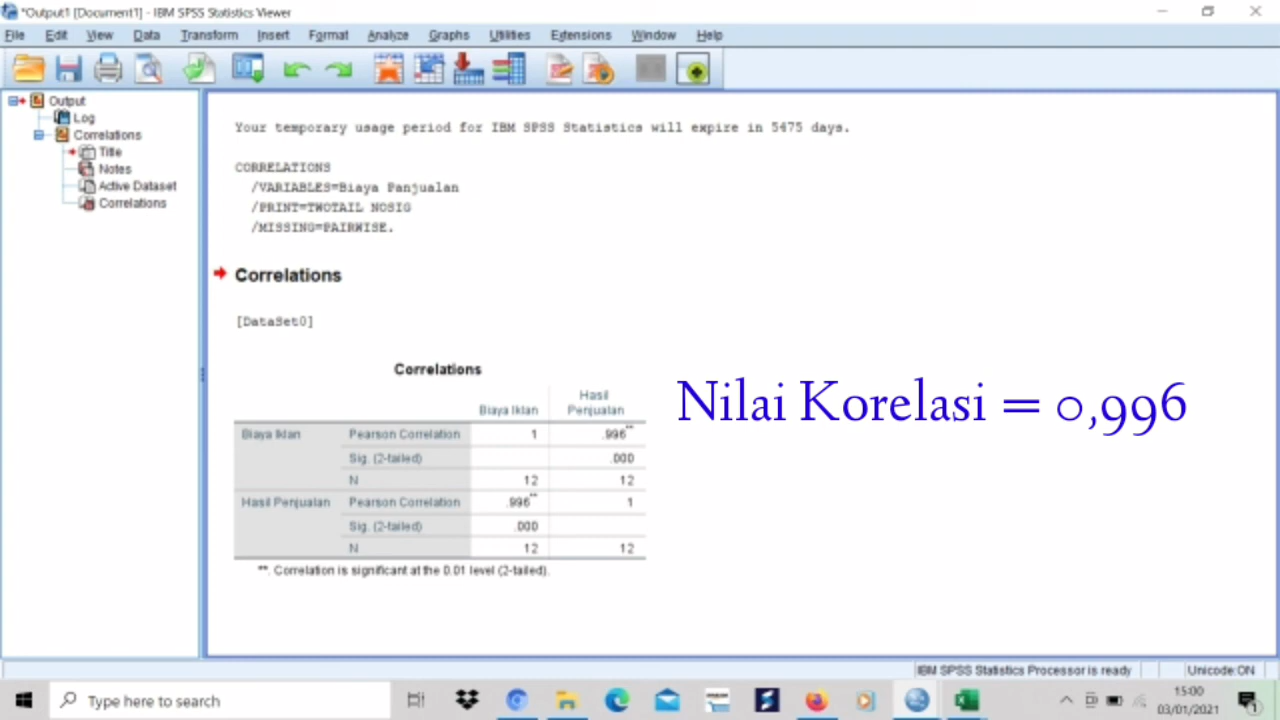 *Output1 [Document1] - IBM SPSS Statistics Viewer
File Edit View Data Transform Insert Format Analyze Graphs Utilities Extensions Window Help
Output
Log
Correlations
Title
Notes
Active Dataset
Correlations
Your temporary usage period for IBM SPSS Statistics will expire in 5475 days.
CORRELATIONS
/VARIABLES=Biaya Panjualan
/PRINT=TWOTAIL NOSIG
/MISSING=PAIRWISE.
Correlations
[DataSet0]
Correlations
Biaya Iklan Hasil Penjualan
Biaya Iklan Pearson Correlation 1 .996**
Sig. (2-tailed) .000
N 12 12
Hasil Penjualan Pearson Correlation .996** 1
Sig. (2-tailed) .000
N 12 12
**. Correlation is significant at the 0.01 level (2-tailed).
Nilai Korelasi = 0,996
IBM SPSS Statistics Processor is ready Unicode:ON
Type here to search
15:00
03/01/2021
1